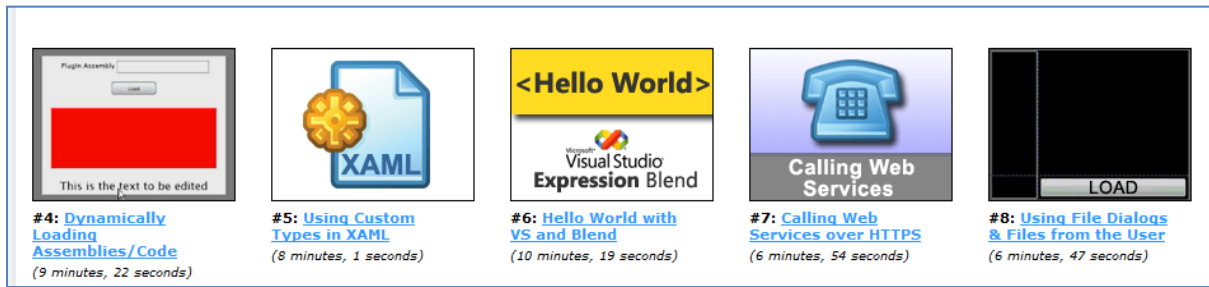 Plugin Assembly
Load
This is the text to be edited
#4: Dynamically
Loading
Assemblies/Code
(9 minutes, 22 seconds)
XAML
#5: Using Custom
Types in XAML
(8 minutes, 1 seconds)
<Hello World>
Microsoft
Visual Studio
Expression Blend
#6: Hello World with
VS and Blend
(10 minutes, 19 seconds)
Calling Web
Services
#7: Calling Web
Services over HTTPS
(6 minutes, 54 seconds)
LOAD
#8: Using File Dialogs
& Files from the User
(6 minutes, 47 seconds)